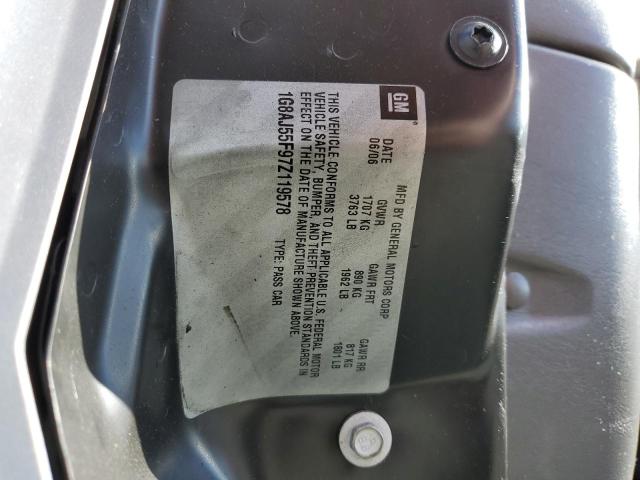 GM
MFD BY GENERAL MOTORS CORP
DATE GVWR GAWR FRT GAWR RR
06/06 1707 KG 890 KG 817 KG
3763 LB 1962 LB 1801 LB
THIS VEHICLE CONFORMS TO ALL APPLICABLE U.S. FEDERAL MOTOR
VEHICLE SAFETY, BUMPER, AND THEFT PREVENTION STANDARDS IN
EFFECT ON THE DATE OF MANUFACTURE SHOWN ABOVE.
1G8AJ55F97Z119578 TYPE: PASS CAR